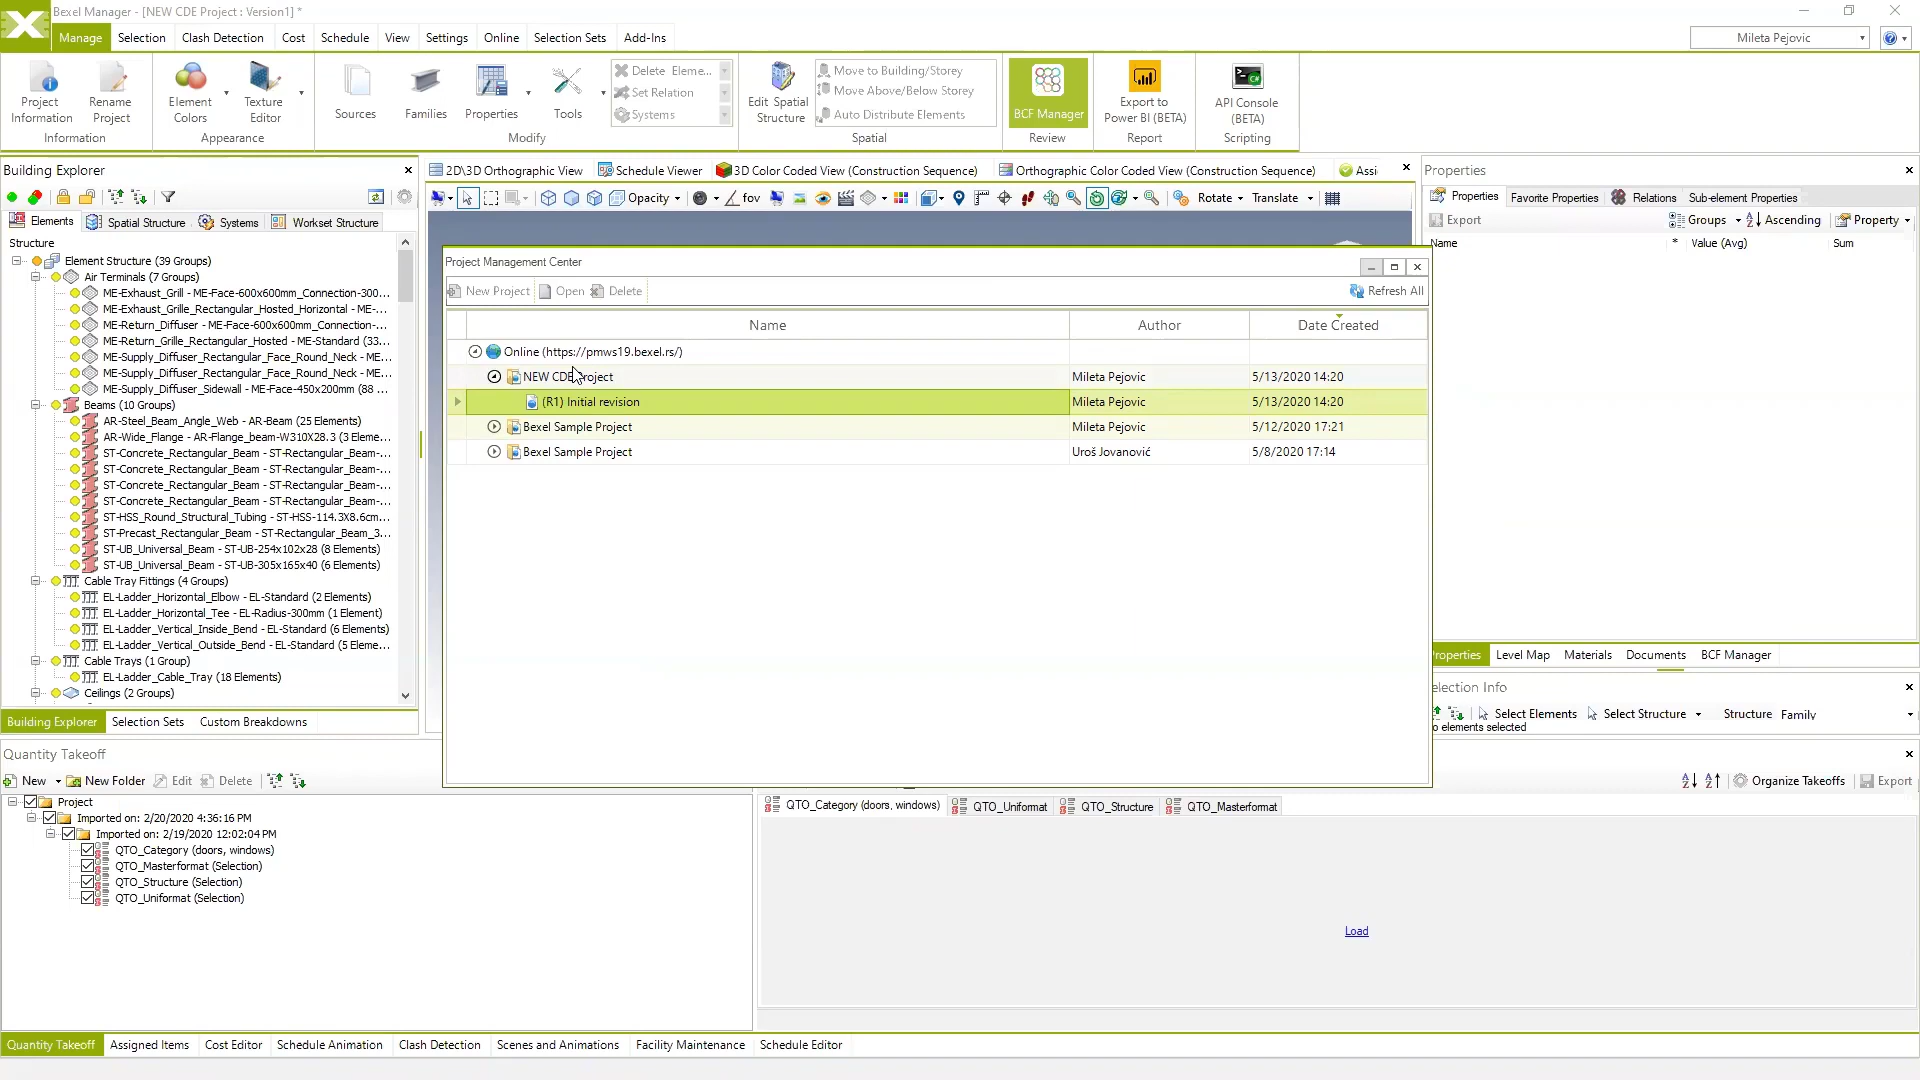 Bexel Manager - [NEW CDE Project : Version1] *
Manage Selection Clash Detection Cost Schedule View Settings Online Selection Sets Add-Ins
Mileta Pejovic
Project Information
Rename Project
Information
Element Colors
Texture Editor
Appearance
Sources
Families
Properties
Tools
Delete Eleme...
Set Relation
Systems
Modify
Edit Spatial Structure
Move to Building/Storey
Move Above/Below Storey
Auto Distribute Elements
Spatial
BCF Manager
Review
Export to Power BI (BETA)
Report
API Console (BETA)
Scripting
Building Explorer
Elements Spatial Structure Systems Workset Structure
Structure
Element Structure (39 Groups)
Air Terminals (7 Groups)
ME-Exhaust_Grill - ME-Face-600x600mm_Connection-300...
ME-Exhaust_Grille_Rectangular_Hosted_Horizontal - ME-...
ME-Return_Diffuser - ME-Face-600x600mm_Connection-...
ME-Return_Grille_Rectangular_Hosted - ME-Standard (33...
ME-Supply_Diffuser_Rectangular_Face_Round_Neck - ME...
ME-Supply_Diffuser_Rectangular_Face_Round_Neck - ME...
ME-Supply_Diffuser_Sidewall - ME-Face-450x200mm (88 ...
Beams (10 Groups)
AR-Steel_Beam_Angle_Web - AR-Beam (25 Elements)
AR-Wide_Flange - AR-Flange_beam-W310X28.3 (3 Eleme...
ST-Concrete_Rectangular_Beam - ST-Rectangular_Beam-...
ST-Concrete_Rectangular_Beam - ST-Rectangular_Beam-...
ST-Concrete_Rectangular_Beam - ST-Rectangular_Beam-...
ST-Concrete_Rectangular_Beam - ST-Rectangular_Beam-...
ST-HSS_Round_Structural_Tubing - ST-HSS-114.3X8.6cm...
ST-Precast_Rectangular_Beam - ST-Rectangular_Beam_3...
ST-UB_Universal_Beam - ST-UB-254x102x28 (8 Elements)
ST-UB_Universal_Beam - ST-UB-305x165x40 (6 Elements)
Cable Tray Fittings (4 Groups)
EL-Ladder_Horizontal_Elbow - EL-Standard (2 Elements)
EL-Ladder_Horizontal_Tee - EL-Radius-300mm (1 Element)
EL-Ladder_Vertical_Inside_Bend - EL-Standard (6 Elements)
EL-Ladder_Vertical_Outside_Bend - EL-Standard (5 Eleme...
Cable Trays (1 Group)
EL-Ladder_Cable_Tray (18 Elements)
Ceilings (2 Groups)
Building Explorer Selection Sets Custom Breakdowns
2D\3D Orthographic View Schedule Viewer 3D Color Coded View (Construction Sequence) Orthographic Color Coded View (Construction Sequence) Assi
Opacity fov Rotate Translate
Project Management Center
New Project Open Delete Refresh All
Name Author Date Created
Online (https://pmws19.bexel.rs/)
NEW CDE Project Mileta Pejovic 5/13/2020 14:20
(R1) Initial revision Mileta Pejovic 5/13/2020 14:20
Bexel Sample Project Mileta Pejovic 5/12/2020 17:21
Bexel Sample Project Uroš Jovanović 5/8/2020 17:14
Properties
Properties Favorite Properties Relations Sub-element Properties
Export Groups Ascending Property
Name * Value (Avg) Sum
roperties Level Map Materials Documents BCF Manager
election Info
Select Elements Select Structure Structure Family
o elements selected
Quantity Takeoff
New New Folder Edit Delete
Project
Imported on: 2/20/2020 4:36:16 PM
Imported on: 2/19/2020 12:02:04 PM
QTO_Category (doors, windows)
QTO_Masterformat (Selection)
QTO_Structure (Selection)
QTO_Uniformat (Selection)
Organize Takeoffs Export
QTO_Category (doors, windows) QTO_Uniformat QTO_Structure QTO_Masterformat
Load
Quantity Takeoff Assigned Items Cost Editor Schedule Animation Clash Detection Scenes and Animations Facility Maintenance Schedule Editor